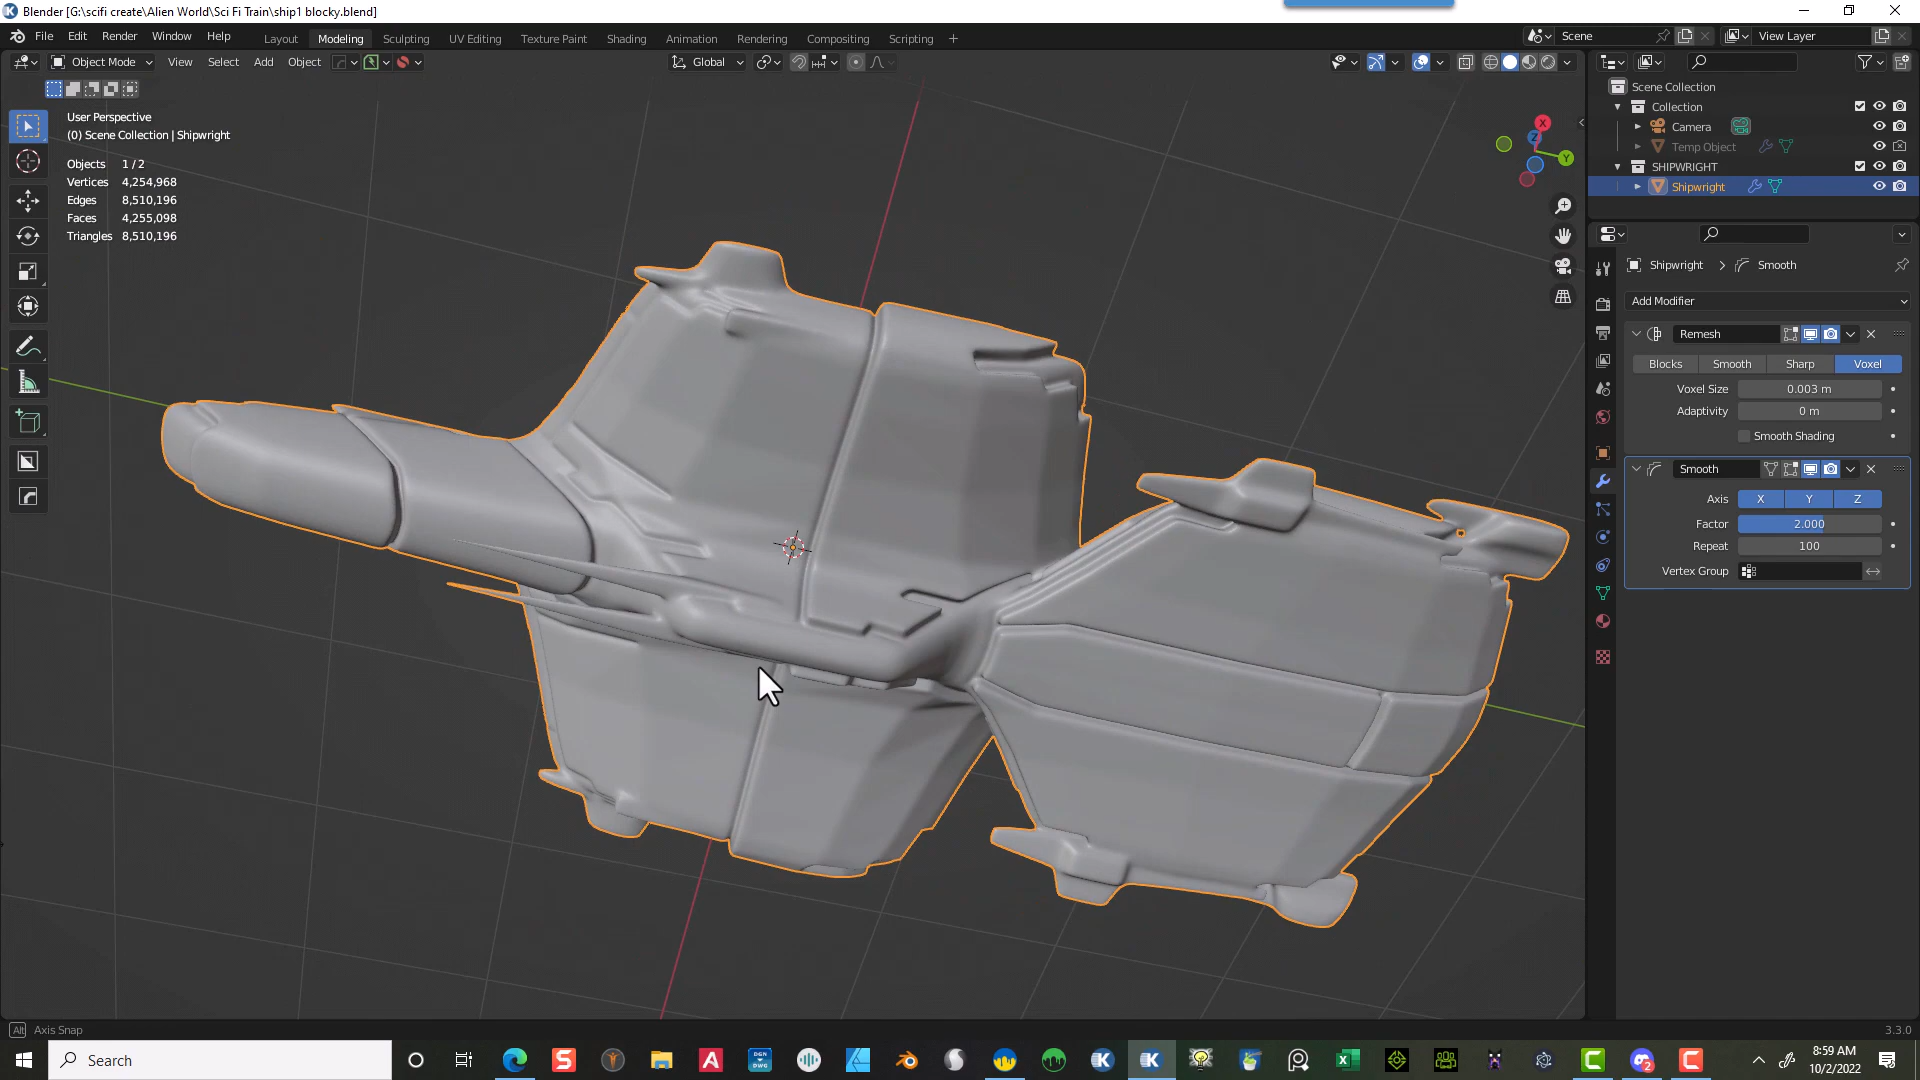 Blender [G:\scifi create\Alien World\Sci Fi Train\ship1 blocky.blend]
File Edit Render Window Help Layout Modeling Sculpting UV Editing Texture Paint Shading Animation Rendering Compositing Scripting + Scene View Layer
Object Mode View Select Add Object Global
User Perspective
(0) Scene Collection | Shipwright
Objects 1 / 2
Vertices 4,254,968
Edges 8,510,196
Faces 4,255,098
Triangles 8,510,196
X
Y
Z
Scene Collection
Collection
Camera
Temp Object
SHIPWRIGHT
Shipwright
Shipwright > Smooth
Add Modifier
Remesh
Blocks Smooth Sharp Voxel
Voxel Size 0.003 m
Adaptivity 0 m
Smooth Shading
Smooth
Axis X Y Z
Factor 2.000
Repeat 100
Vertex Group
Alt Axis Snap 3.3.0
Search
8:59 AM
10/2/2022